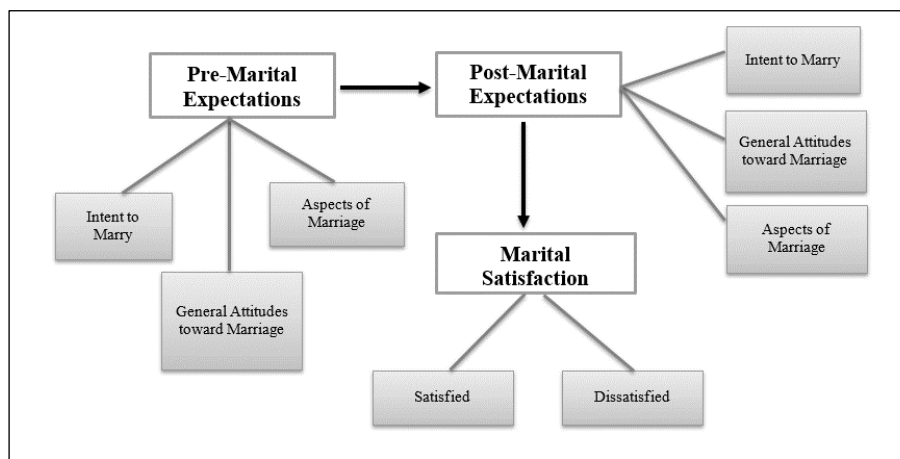 Pre-Marital
Expectations
Post-Marital
Expectations
Intent to Marry
General Attitudes
toward Marriage
Aspects of
Marriage
Intent to
Marry
Aspects of
Marriage
General Attitudes
toward Marriage
Marital
Satisfaction
Satisfied
Dissatisfied